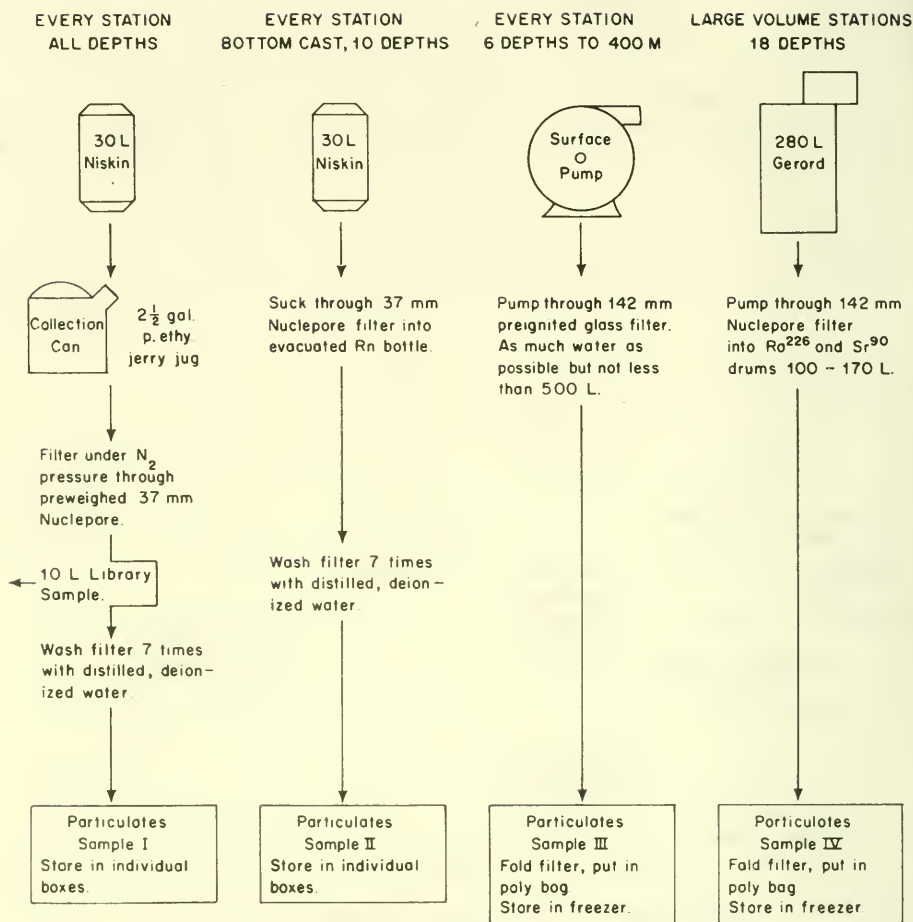 EVERY STATION
ALL DEPTHS
30 L
Niskin
Collection
Can
2½ gal.
p. ethy
jerry jug
Filter under N₂
pressure through
preweighed 37 mm
Nuclepore.
10 L Library
Sample.
Wash filter 7 times
with distilled, deion-
ized water.
Particulates
Sample I
Store in individual
boxes.
EVERY STATION
BOTTOM CAST, 10 DEPTHS
30 L
Niskin
Suck through 37 mm
Nuclepore filter into
evacuated Rn bottle.
Wash filter 7 times
with distilled, deion-
ized water.
Particulates
Sample II
Store in individual
boxes.
EVERY STATION
6 DEPTHS TO 400 M
Surface
Pump
Pump through 142 mm
preignited glass filter.
As much water as
possible but not less
than 500 L.
Particulates
Sample III
Fold filter, put in
poly bag
Store in freezer.
LARGE VOLUME STATIONS
18 DEPTHS
280 L
Gerard
Pump through 142 mm
Nuclepore filter
into Ra²²⁶ and Sr⁹⁰
drums 100 - 170 L.
Particulates
Sample IV
Fold filter, put in
poly bag
Store in freezer